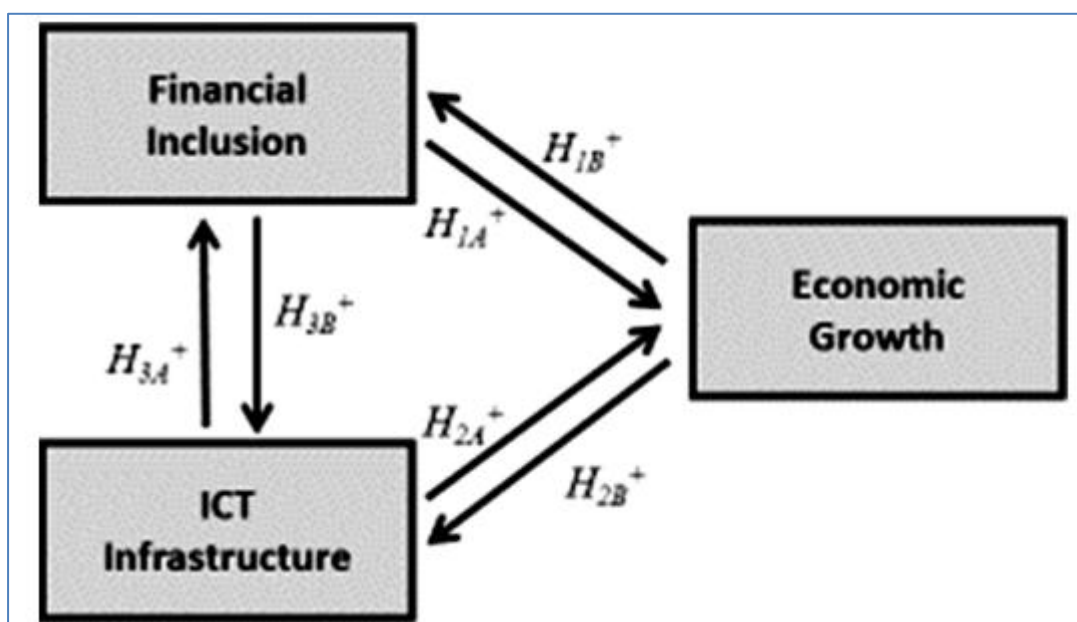 Financial
Inclusion
H1B+
H1A+
Economic
Growth
H3B+
H3A+
H2A+
H2B+
ICT
Infrastructure